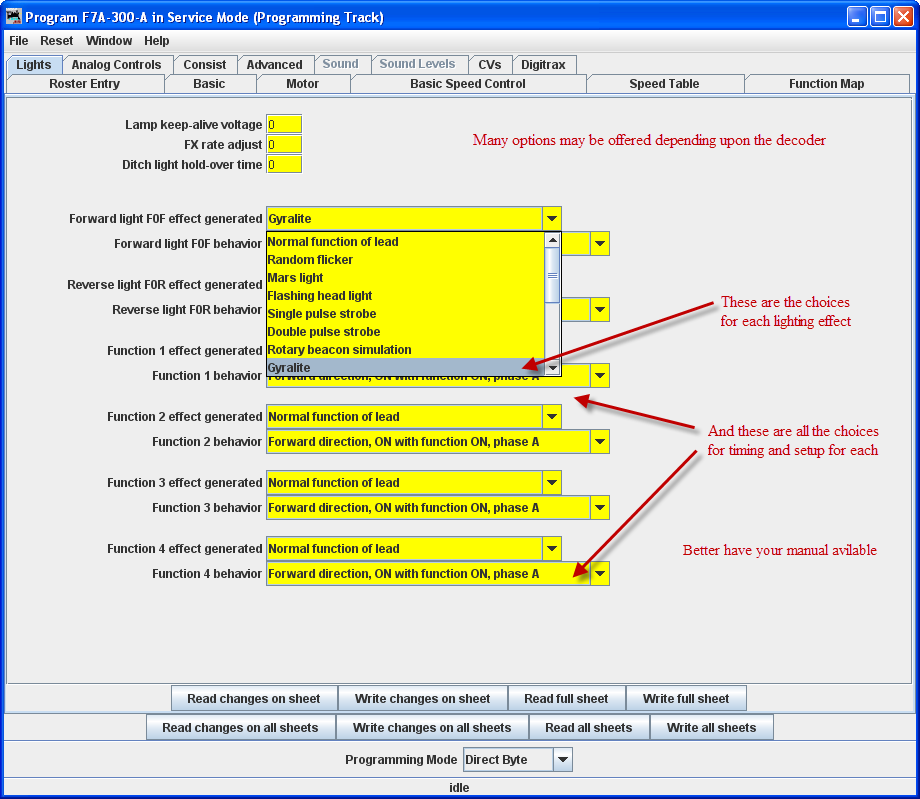 Program F7A-300-A in Service Mode (Programming Track)
File Reset Window Help
Lights Analog Controls Consist Advanced Sound Sound Levels CVs Digitrax
Roster Entry Basic Motor Basic Speed Control Speed Table Function Map
Lamp keep-alive voltage 0
FX rate adjust 0
Ditch light hold-over time 0
Many options may be offered depending upon the decoder
Forward light F0F effect generated Gyralite
Forward light F0F behavior
Normal function of lead
Random flicker
Mars light
Flashing head light
Single pulse strobe
Double pulse strobe
Rotary beacon simulation
Gyralite
Reverse light F0R effect generated
Reverse light F0R behavior
These are the choices
for each lighting effect
Function 1 effect generated
Function 1 behavior Forward direction, ON with function ON, phase A
Function 2 effect generated Normal function of lead
Function 2 behavior Forward direction, ON with function ON, phase A
And these are all the choices
for timing and setup for each
Function 3 effect generated Normal function of lead
Function 3 behavior Forward direction, ON with function ON, phase A
Function 4 effect generated Normal function of lead
Function 4 behavior Forward direction, ON with function ON, phase A
Better have your manual avilable
Read changes on sheet Write changes on sheet Read full sheet Write full sheet
Read changes on all sheets Write changes on all sheets Read all sheets Write all sheets
Programming Mode Direct Byte
idle